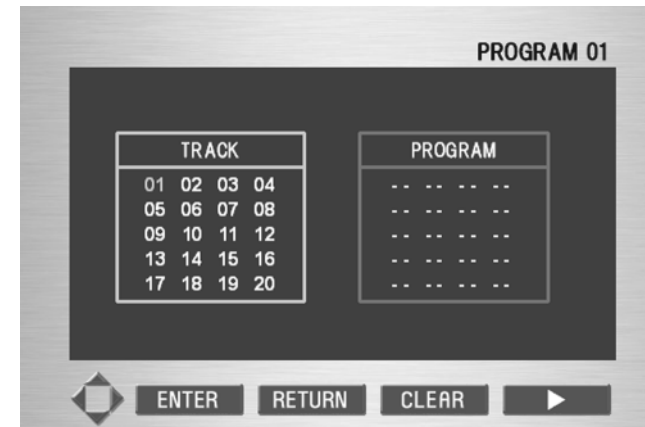 PROGRAM 01
TRACK
01 02 03 04
05 06 07 08
09 10 11 12
13 14 15 16
17 18 19 20
PROGRAM
-- -- -- --
-- -- -- --
-- -- -- --
-- -- -- --
-- -- -- --
ENTER RETURN CLEAR